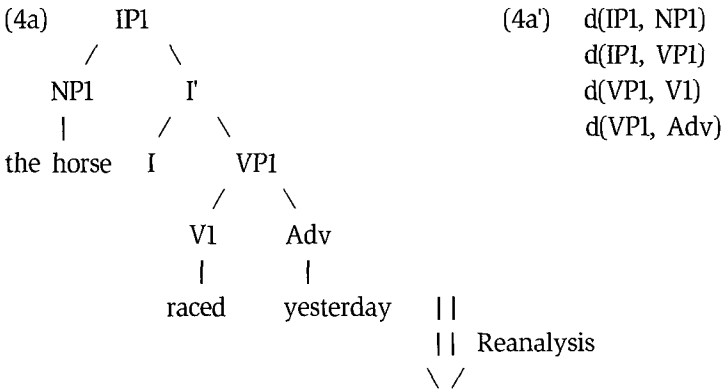 (4a) IP1 (4a') d(IP1, NP1)
/ \ d(IP1, VP1)
NP1 I' d(VP1, V1)
| / \ d(VP1, Adv)
the horse I VP1
/ \
V1 Adv
| |
raced yesterday ||
|| Reanalysis
\ /